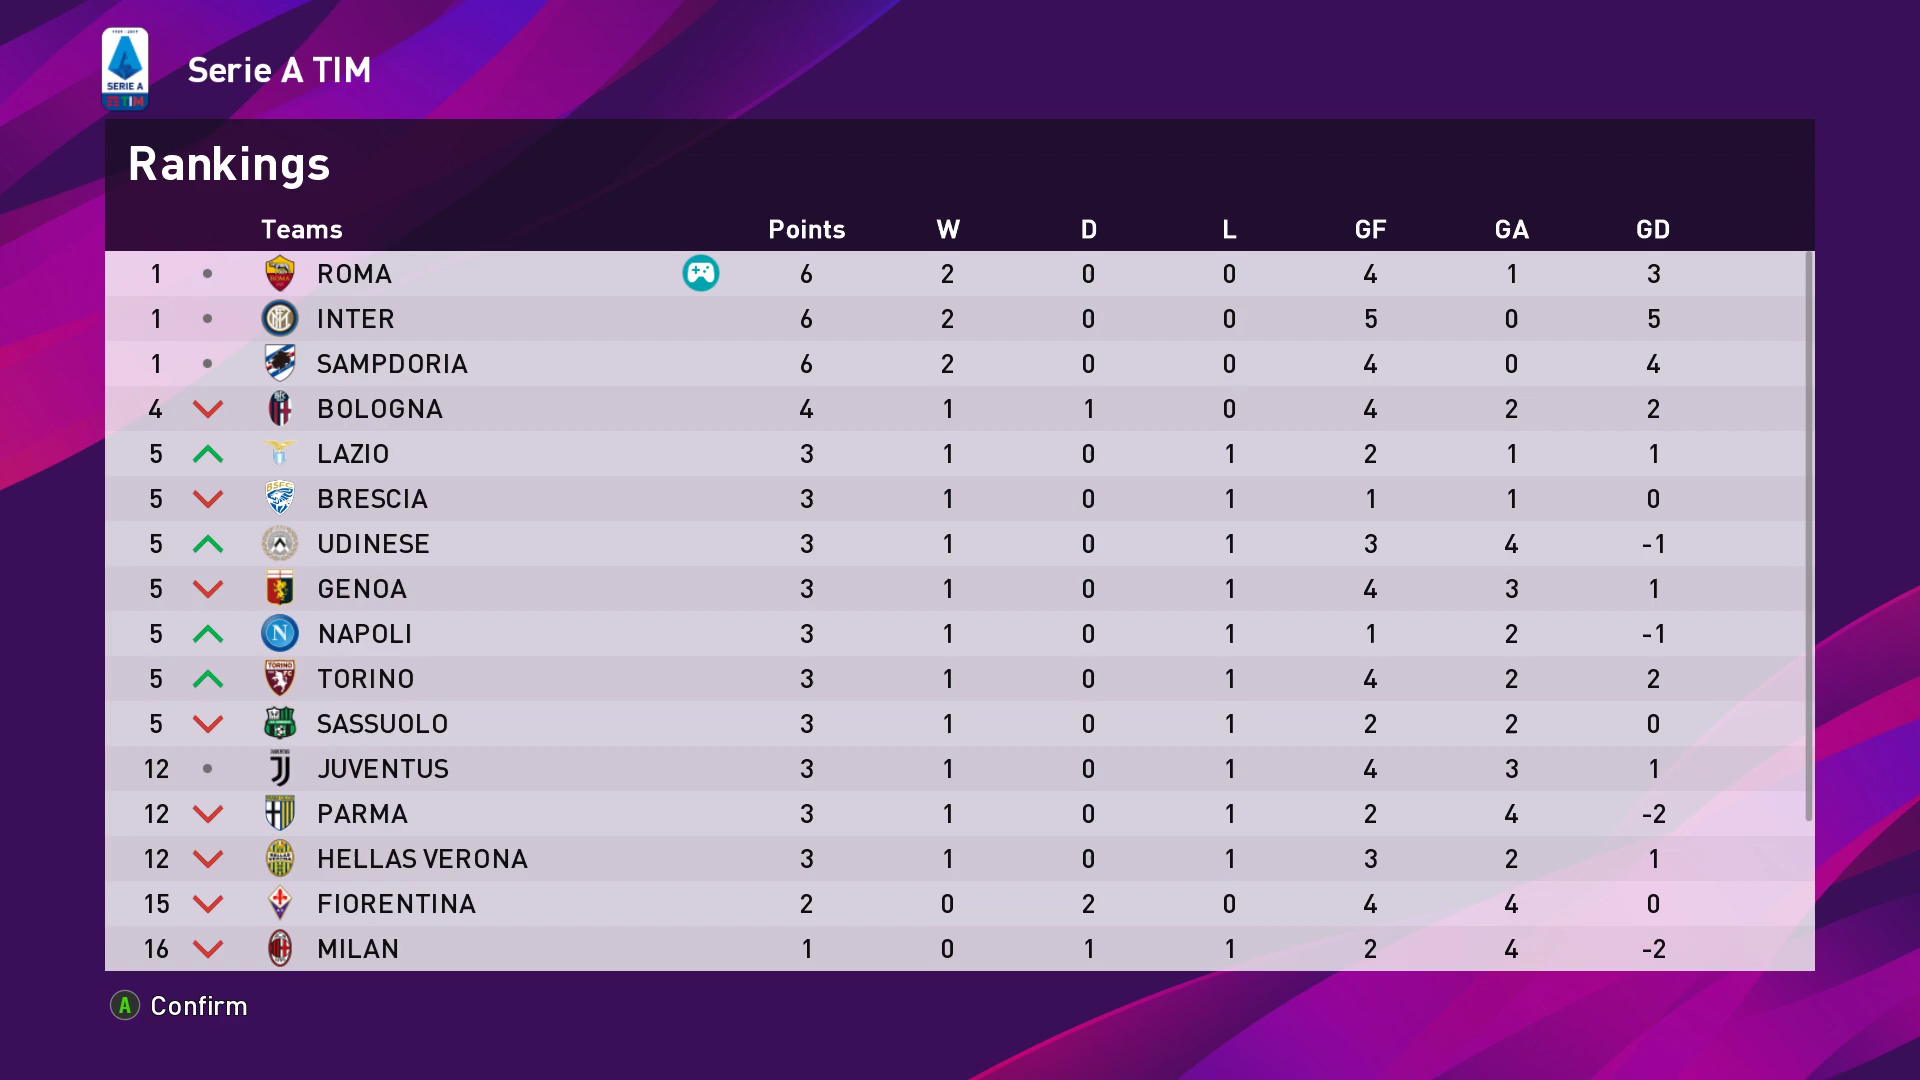 SERIE A
TIM
Serie A TIM
Rankings
Teams Points W D L GF GA GD
1 ROMA 6 2 0 0 4 1 3
1 INTER 6 2 0 0 5 0 5
1 SAMPDORIA 6 2 0 0 4 0 4
4 BOLOGNA 4 1 1 0 4 2 2
5 LAZIO 3 1 0 1 2 1 1
5 BRESCIA 3 1 0 1 1 1 0
5 UDINESE 3 1 0 1 3 4 -1
5 GENOA 3 1 0 1 4 3 1
5 NAPOLI 3 1 0 1 1 2 -1
5 TORINO 3 1 0 1 4 2 2
5 SASSUOLO 3 1 0 1 2 2 0
12 JUVENTUS 3 1 0 1 4 3 1
12 PARMA 3 1 0 1 2 4 -2
12 HELLAS VERONA 3 1 0 1 3 2 1
15 FIORENTINA 2 0 2 0 4 4 0
16 MILAN 1 0 1 1 2 4 -2
A Confirm